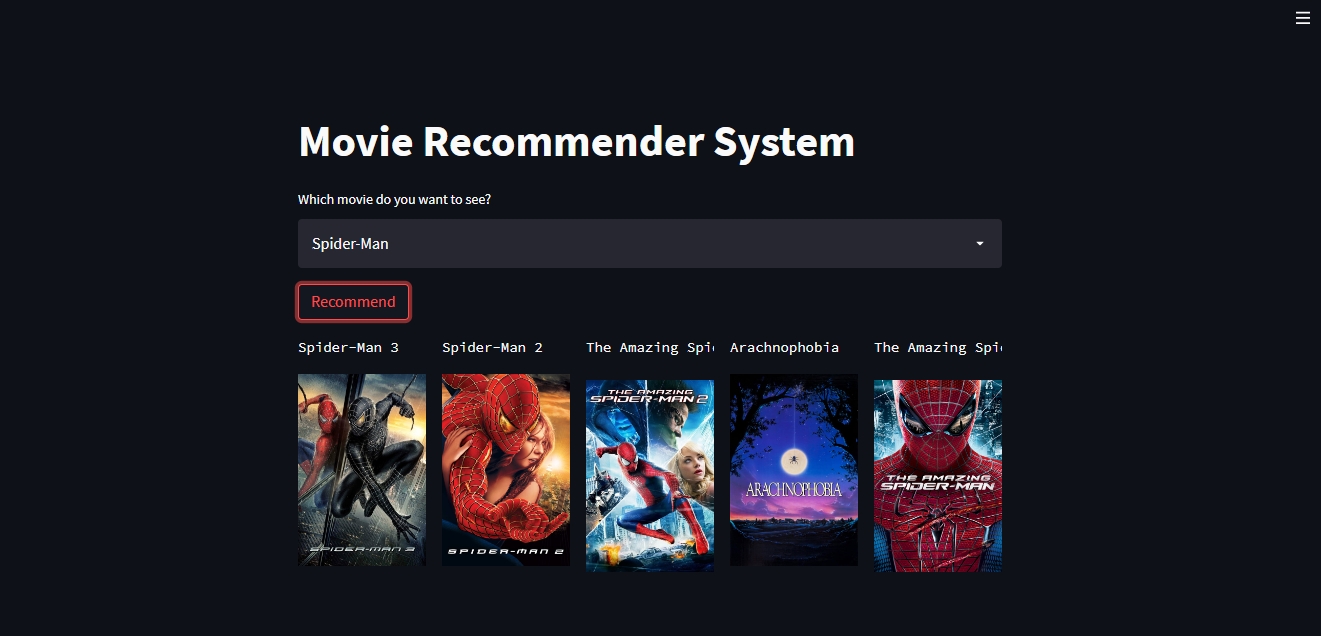 Movie Recommender System
Which movie do you want to see?
Spider-Man
Recommend
Spider-Man 3
Spider-Man 2
The Amazing Spi
Arachnophobia
The Amazing Spi
SPIDER-MAN 3
SPIDER-MAN 2
THE AMAZING
SPIDER-MAN 2
ARACHNOPHOBIA
THE AMAZING
SPIDER-MAN